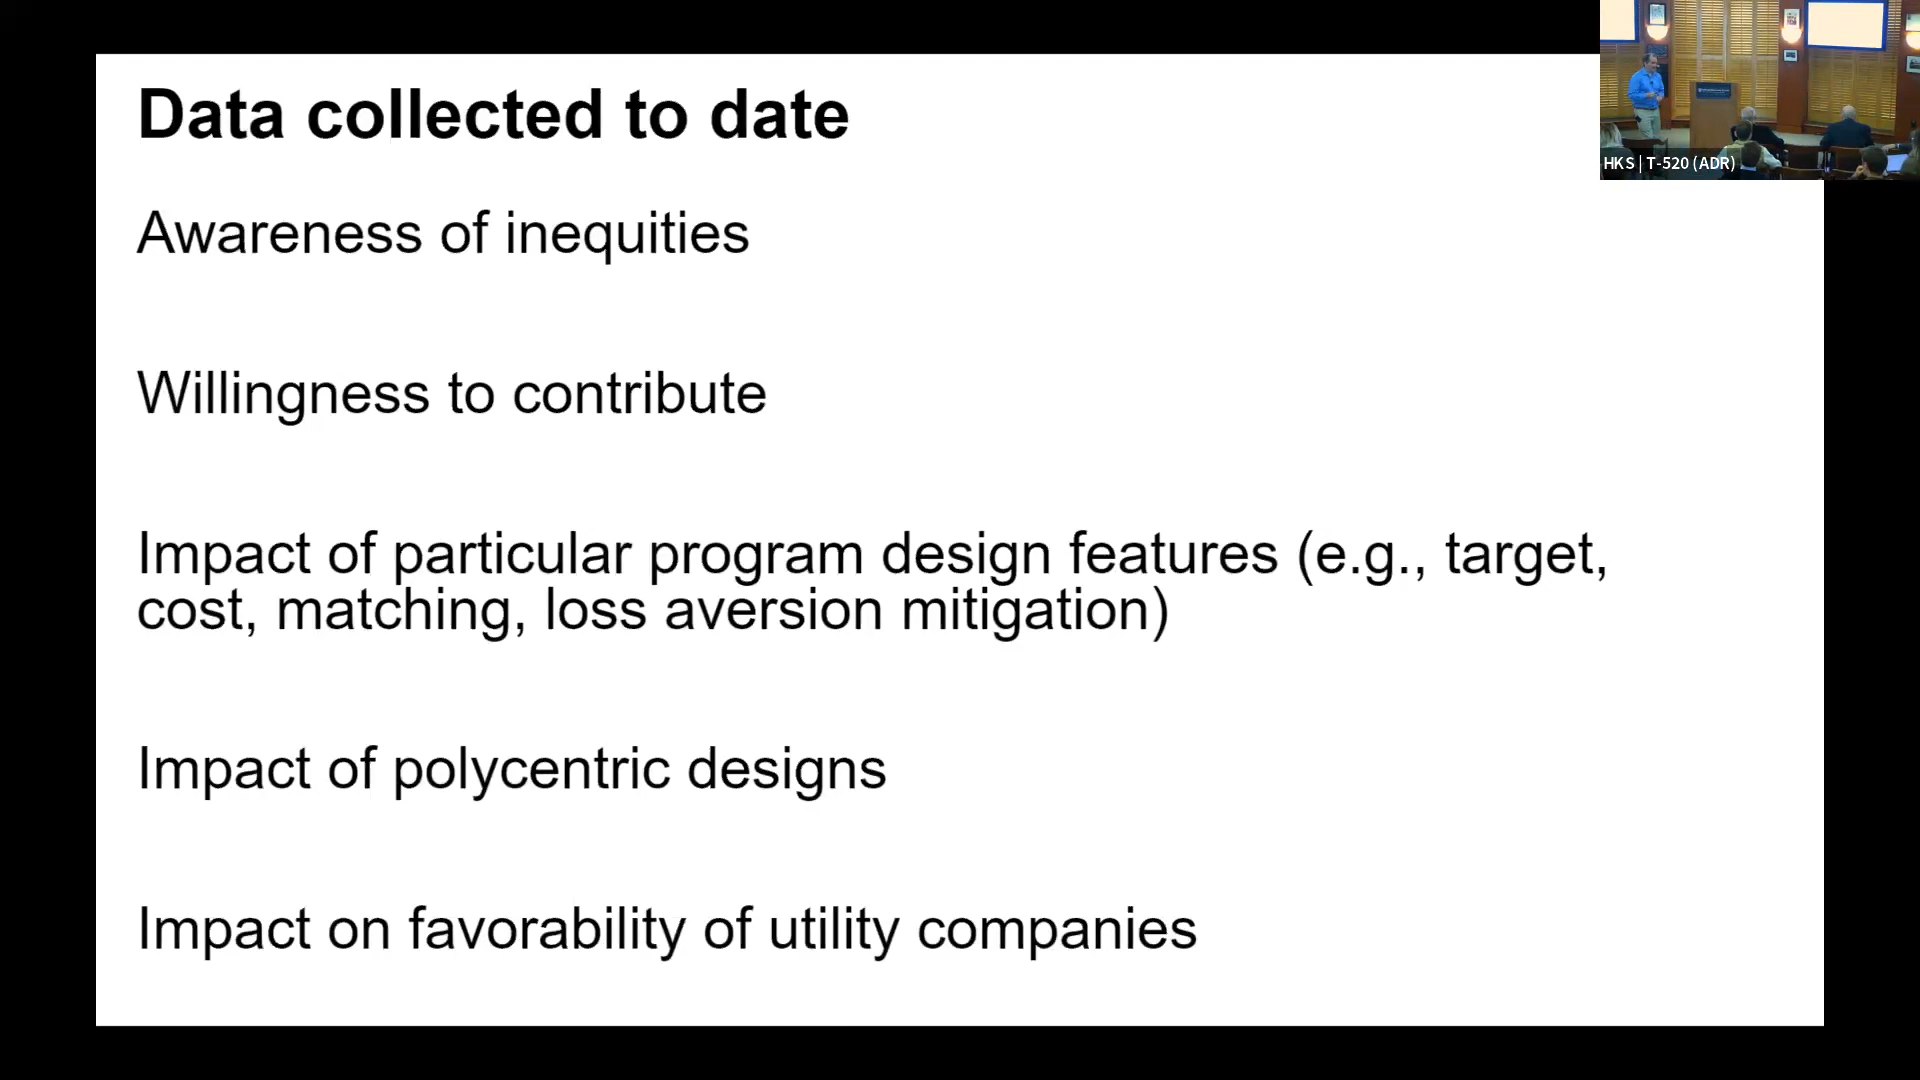 Data collected to date
HKS | T-520 (ADR)
Awareness of inequities
Willingness to contribute
Impact of particular program design features (e.g., target,
cost, matching, loss aversion mitigation)
Impact of polycentric designs
Impact on favorability of utility companies